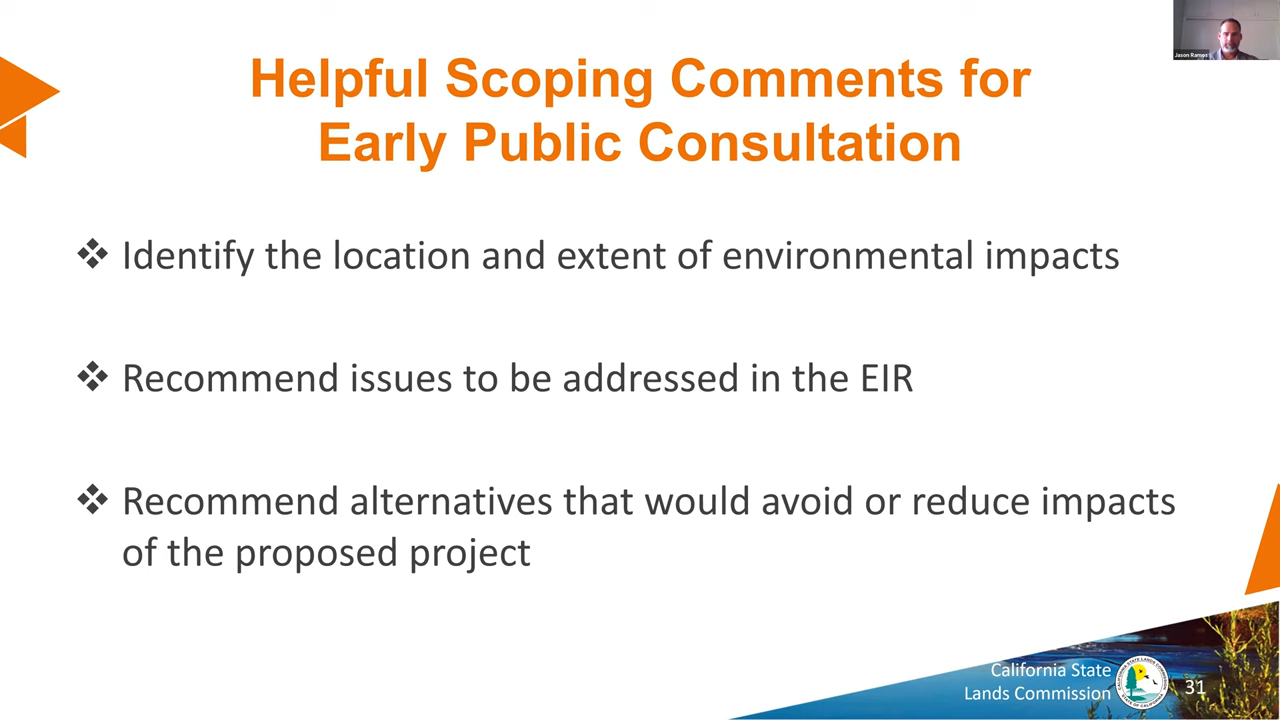 Jason Ramos
Helpful Scoping Comments for
Early Public Consultation
❖ Identify the location and extent of environmental impacts
❖ Recommend issues to be addressed in the EIR
❖ Recommend alternatives that would avoid or reduce impacts
of the proposed project
California State
Lands Commission
31